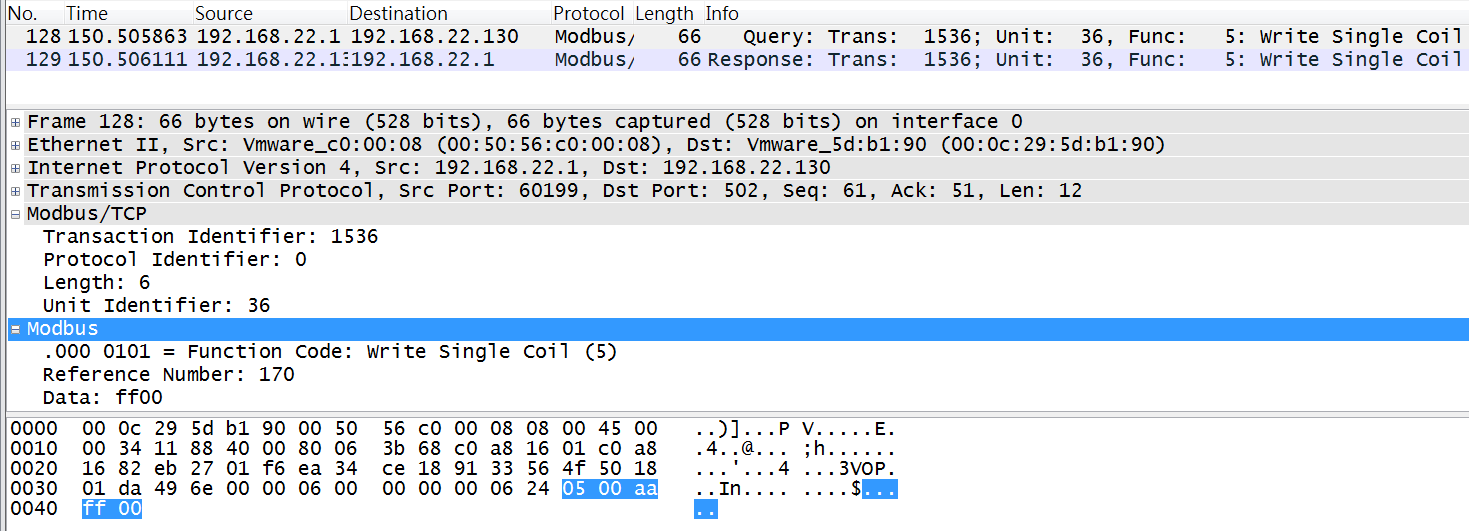 No. Time Source Destination Protocol Length Info
128 150.505863 192.168.22.1 192.168.22.130 Modbus/ 66 Query: Trans: 1536; Unit: 36, Func: 5: Write Single Coil
129 150.506111 192.168.22.13 192.168.22.1 Modbus/ 66 Response: Trans: 1536; Unit: 36, Func: 5: Write Single Coil
Frame 128: 66 bytes on wire (528 bits), 66 bytes captured (528 bits) on interface 0
Ethernet II, Src: Vmware_c0:00:08 (00:50:56:c0:00:08), Dst: Vmware_5d:b1:90 (00:0c:29:5d:b1:90)
Internet Protocol Version 4, Src: 192.168.22.1, Dst: 192.168.22.130
Transmission Control Protocol, Src Port: 60199, Dst Port: 502, Seq: 61, Ack: 51, Len: 12
Modbus/TCP
Transaction Identifier: 1536
Protocol Identifier: 0
Length: 6
Unit Identifier: 36
Modbus
.000 0101 = Function Code: Write Single Coil (5)
Reference Number: 170
Data: ff00
0000 00 0c 29 5d b1 90 00 50 56 c0 00 08 08 00 45 00 ..)]...P V.....E.
0010 00 34 11 88 40 00 80 06 3b 68 c0 a8 16 01 c0 a8 .4..@... ;h......
0020 16 82 eb 27 01 f6 ea 34 ce 18 91 33 56 4f 50 18 ...'...4 ...3VOP.
0030 01 da 49 6e 00 00 06 00 00 00 00 06 24 05 00 aa ..In.... ....$...
0040 ff 00 ..